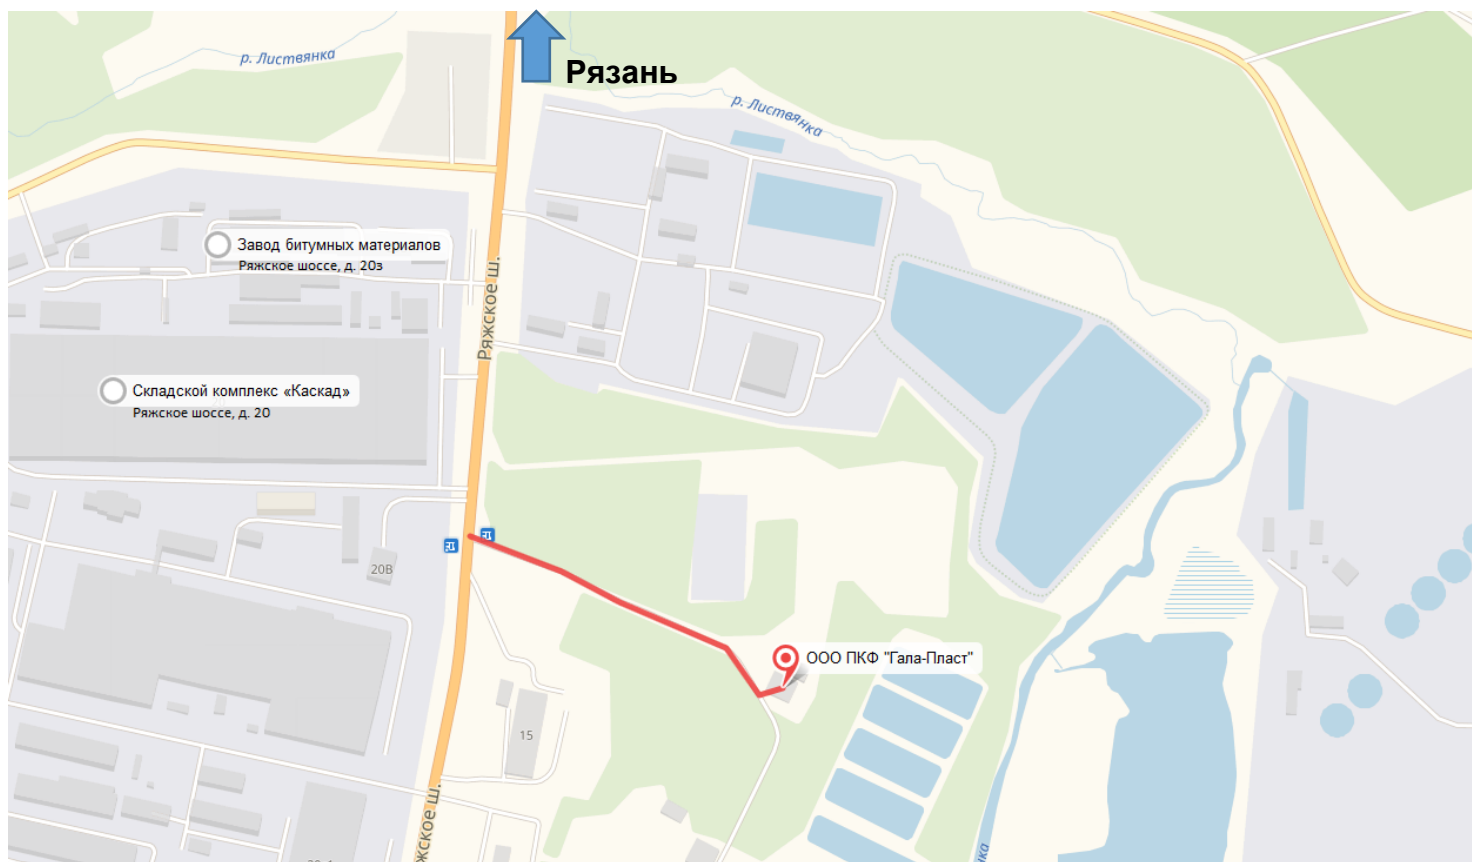 р. Листвянка
Рязань
р. Листвянка
Завод битумных материалов
Ряжское шоссе, д. 20з
Ряжское ш.
Складской комплекс «Каскад»
Ряжское шоссе, д. 20
20В
ООО ПКФ "Гала-Пласт"
15